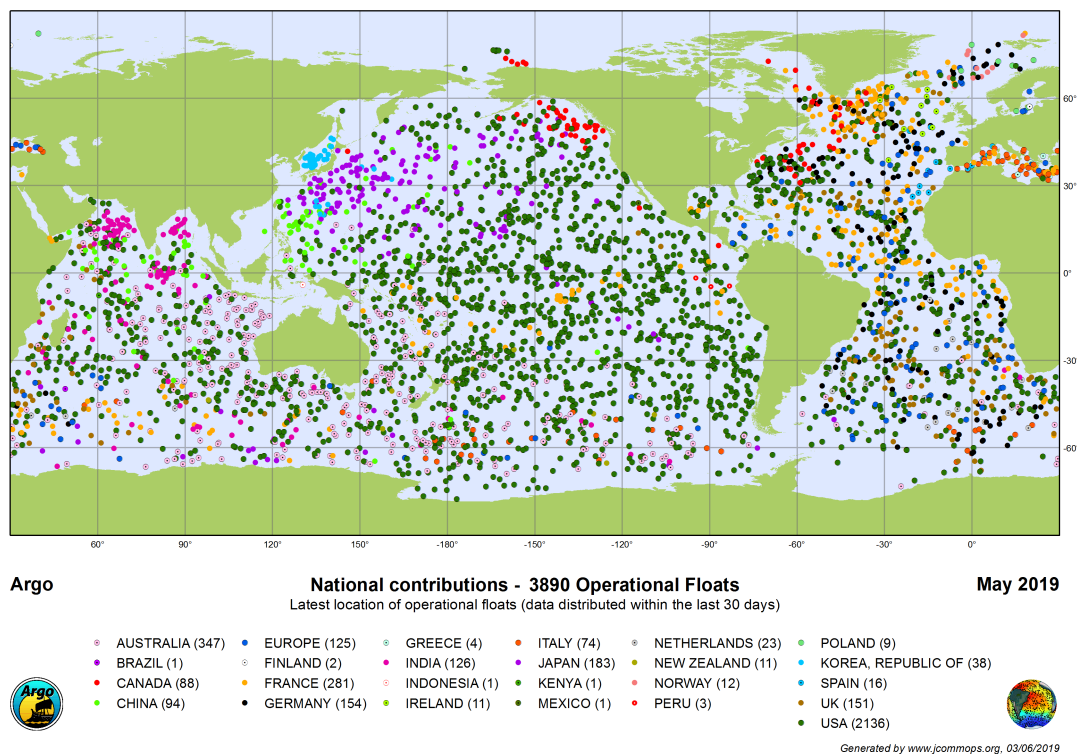 60°
30°
0°
-30°
-60°
60° 90° 120° 150° -180° -150° -120° -90° -60° -30° 0°
Argo National contributions - 3890 Operational Floats May 2019
Latest location of operational floats (data distributed within the last 30 days)
AUSTRALIA (347) EUROPE (125) GREECE (4) ITALY (74) NETHERLANDS (23) POLAND (9)
BRAZIL (1) FINLAND (2) INDIA (126) JAPAN (183) NEW ZEALAND (11) KOREA, REPUBLIC OF (38)
CANADA (88) FRANCE (281) INDONESIA (1) KENYA (1) NORWAY (12) SPAIN (16)
CHINA (94) GERMANY (154) IRELAND (11) MEXICO (1) PERU (3) UK (151)
USA (2136)
Argo
Generated by www.jcommops.org, 03/06/2019